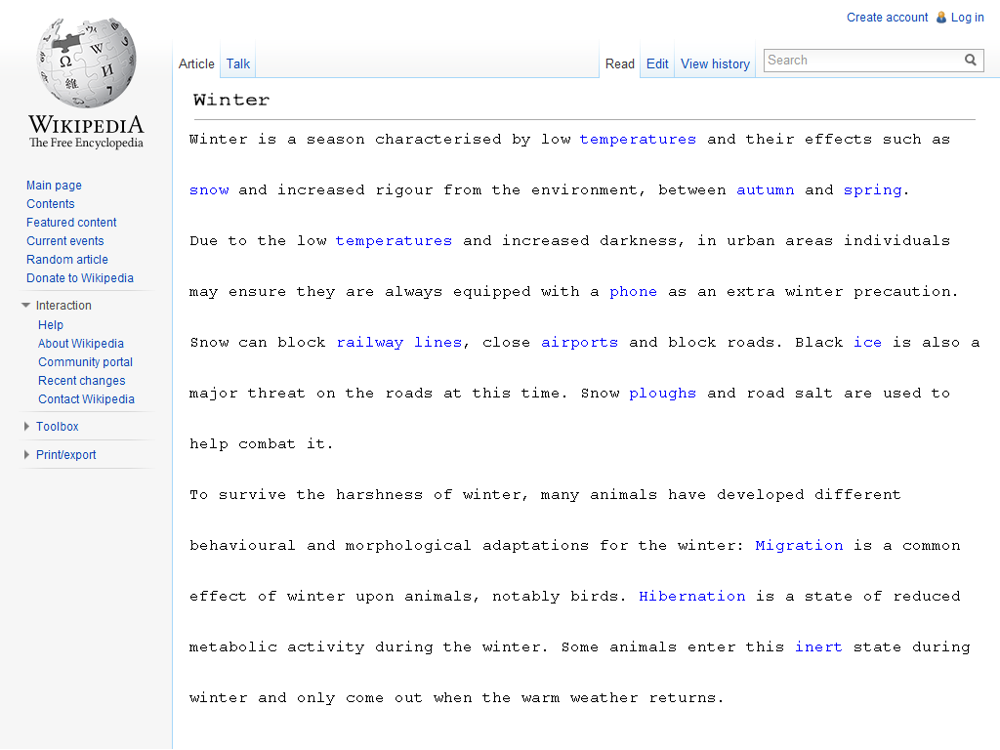 Create account Log in
Article Talk Read Edit View history Search
WIKIPEDIA
The Free Encyclopedia
Main page
Contents
Featured content
Current events
Random article
Donate to Wikipedia
Interaction
Help
About Wikipedia
Community portal
Recent changes
Contact Wikipedia
Toolbox
Print/export
Winter
Winter is a season characterised by low temperatures and their effects such as
snow and increased rigour from the environment, between autumn and spring.
Due to the low temperatures and increased darkness, in urban areas individuals
may ensure they are always equipped with a phone as an extra winter precaution.
Snow can block railway lines, close airports and block roads. Black ice is also a
major threat on the roads at this time. Snow ploughs and road salt are used to
help combat it.
To survive the harshness of winter, many animals have developed different
behavioural and morphological adaptations for the winter: Migration is a common
effect of winter upon animals, notably birds. Hibernation is a state of reduced
metabolic activity during the winter. Some animals enter this inert state during
winter and only come out when the warm weather returns.